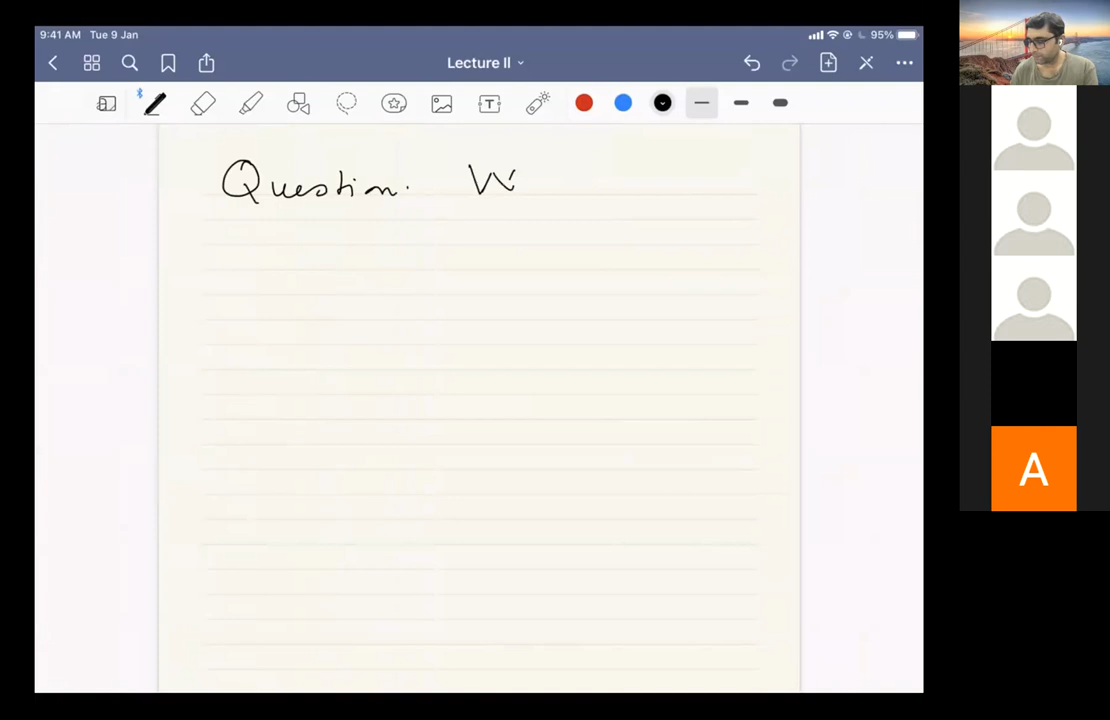 9:41 AM Tue 9 Jan
95%
Lecture II
T
Question. W
A